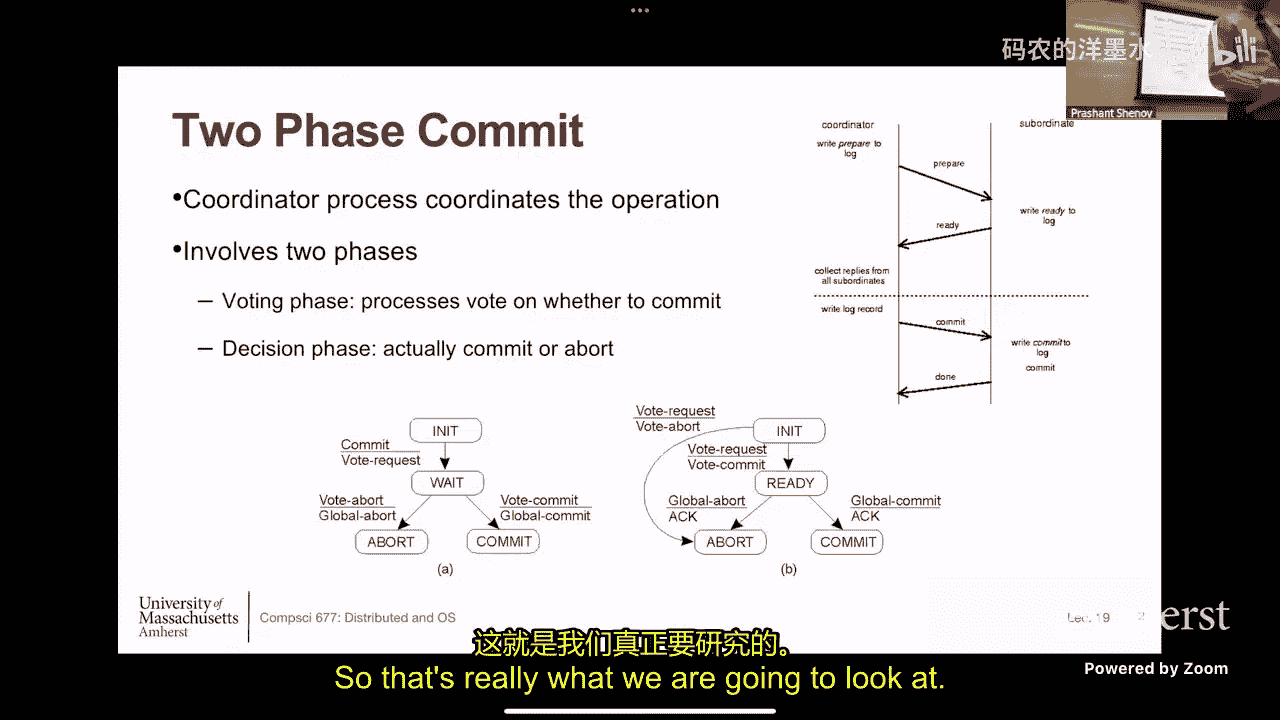 码农的洋墨水
bili
Prashant Shenoy
Two Phase Commit
•Coordinator process coordinates the operation
•Involves two phases
– Voting phase: processes vote on whether to commit
– Decision phase: actually commit or abort
coordinator
subordinate
write prepare to
log
prepare
write ready to
log
ready
collect replies from
all subordinates
write log record
commit
write commit to
log
commit
done
INIT
Commit
Vote-request
WAIT
Vote-abort
Global-abort
Vote-commit
Global-commit
ABORT
COMMIT
(a)
Vote-request
Vote-abort
INIT
Vote-request
Vote-commit
READY
Global-abort
ACK
Global-commit
ACK
ABORT
COMMIT
(b)
University of
Massachusetts
Amherst
Compsci 677: Distributed and OS
Lec. 19
2
erst
这就是我们真正要研究的。
So that's really what we are going to look at.
Powered by Zoom